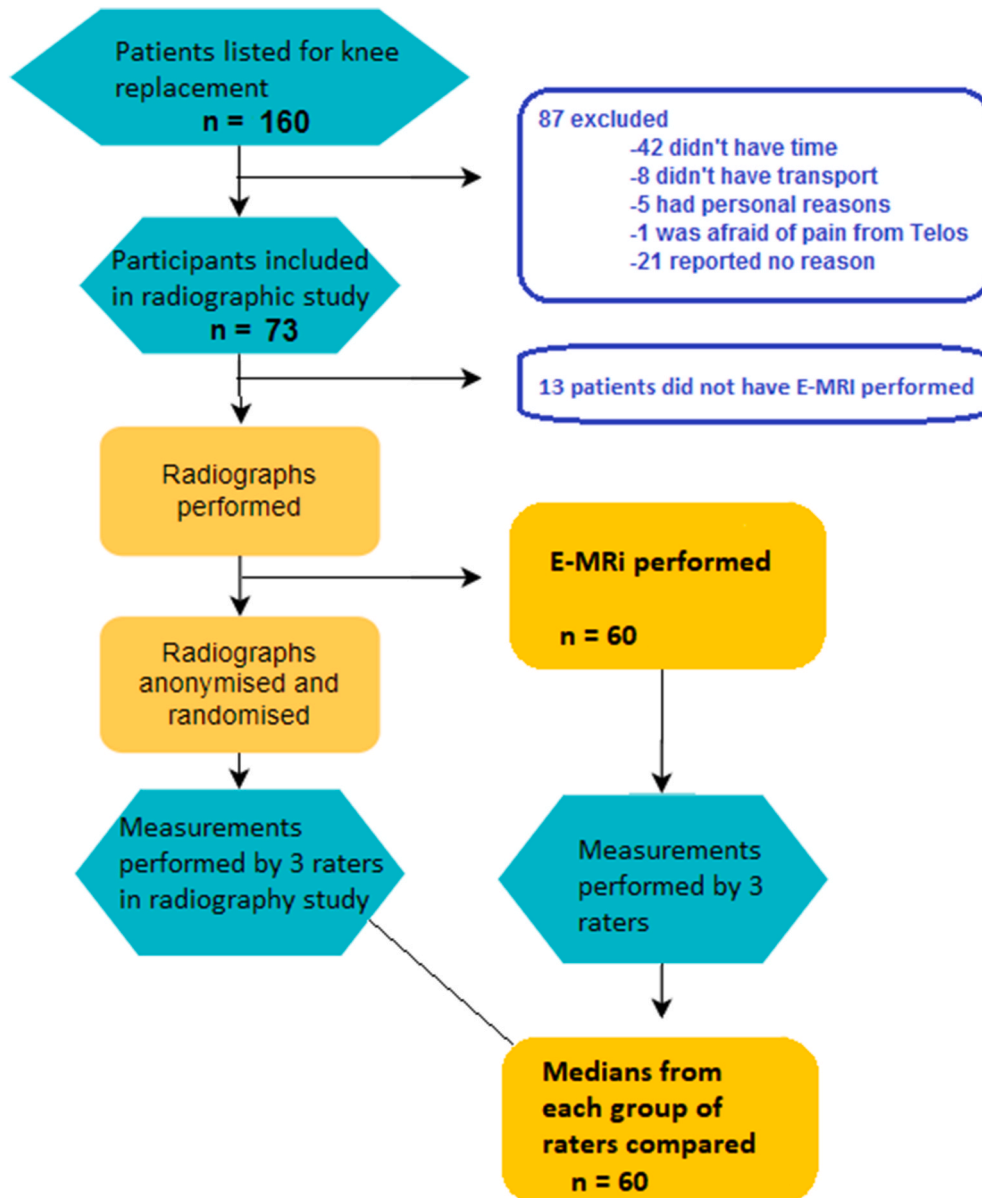 Patients listed for knee
replacement
n = 160
87 excluded
-42 didn't have time
-8 didn't have transport
-5 had personal reasons
-1 was afraid of pain from Telos
-21 reported no reason
Participants included
in radiographic study
n = 73
13 patients did not have E-MRI performed
Radiographs
performed
E-MRi performed
n = 60
Radiographs
anonymised and
randomised
Measurements
performed by 3 raters
in radiography study
Measurements
performed by 3
raters
Medians from
each group of
raters compared
n = 60